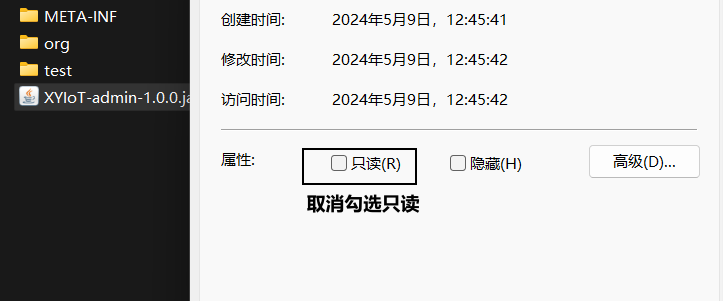 META-INF
org
test
XYIoT-admin-1.0.0.ja
创建时间: 2024年5月9日，12:45:41
修改时间: 2024年5月9日，12:45:42
访问时间: 2024年5月9日，12:45:42
属性: 只读(R) 隐藏(H) 高级(D)...
取消勾选只读